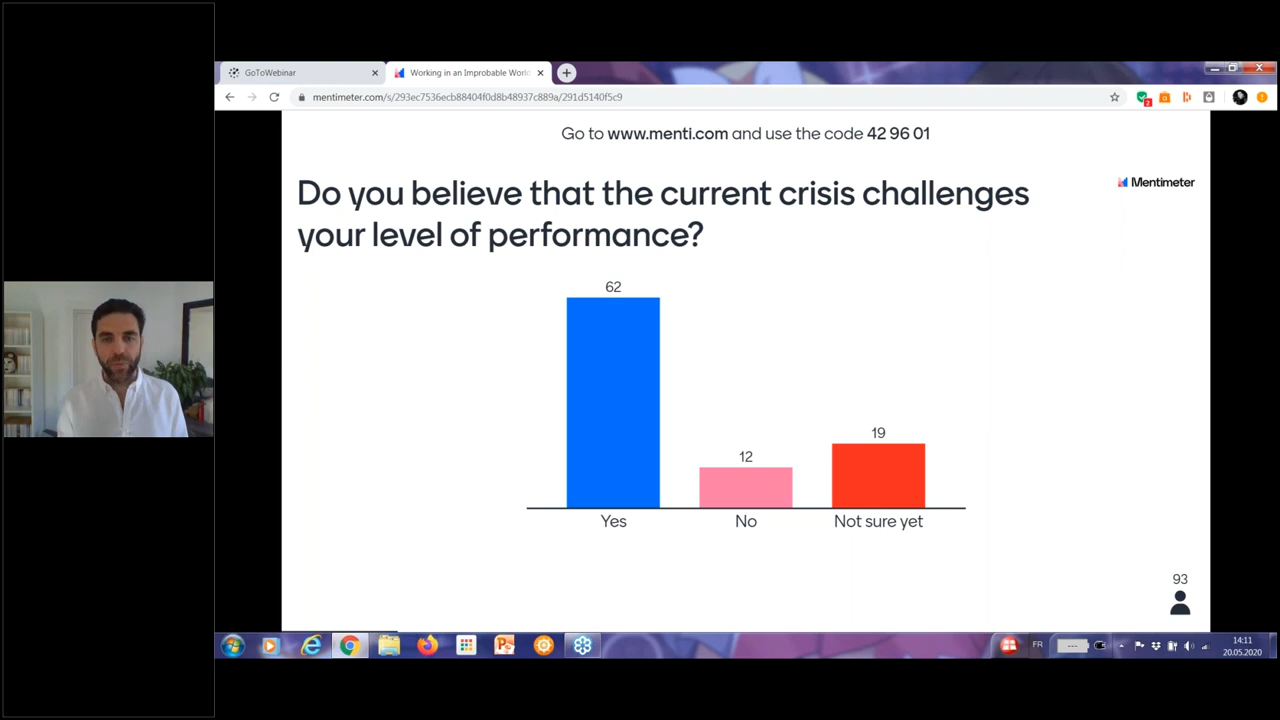 GoToWebinar
Working in an Improbable World
mentimeter.com/s/293ec7536ecb88404f0d8b48937c889a/291d5140f5c9
2
Go to www.menti.com and use the code 42 96 01
Mentimeter
Do you believe that the current crisis challenges
your level of performance?
62
12
19
Yes
No
Not sure yet
93
FR
14:11
20.05.2020